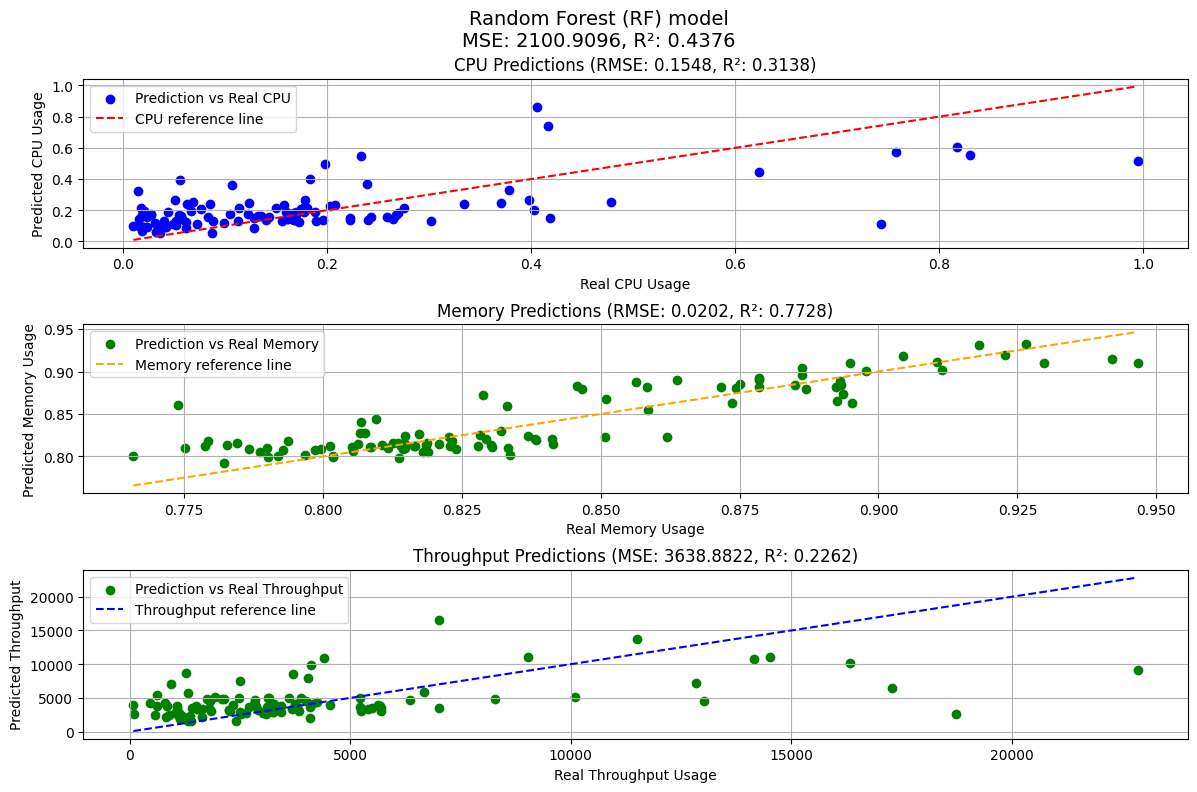 Random Forest (RF) model
MSE: 2100.9096, R²: 0.4376
CPU Predictions (RMSE: 0.1548, R²: 0.3138)
Predicted CPU Usage
1.0
0.8
0.6
0.4
0.2
0.0
Prediction vs Real CPU
CPU reference line
0.0 0.2 0.4 0.6 0.8 1.0
Real CPU Usage
Memory Predictions (RMSE: 0.0202, R²: 0.7728)
Predicted Memory Usage
0.95
0.90
0.85
0.80
Prediction vs Real Memory
Memory reference line
0.775 0.800 0.825 0.850 0.875 0.900 0.925 0.950
Real Memory Usage
Throughput Predictions (MSE: 3638.8822, R²: 0.2262)
Predicted Throughput
20000
15000
10000
5000
0
Prediction vs Real Throughput
Throughput reference line
0 5000 10000 15000 20000
Real Throughput Usage